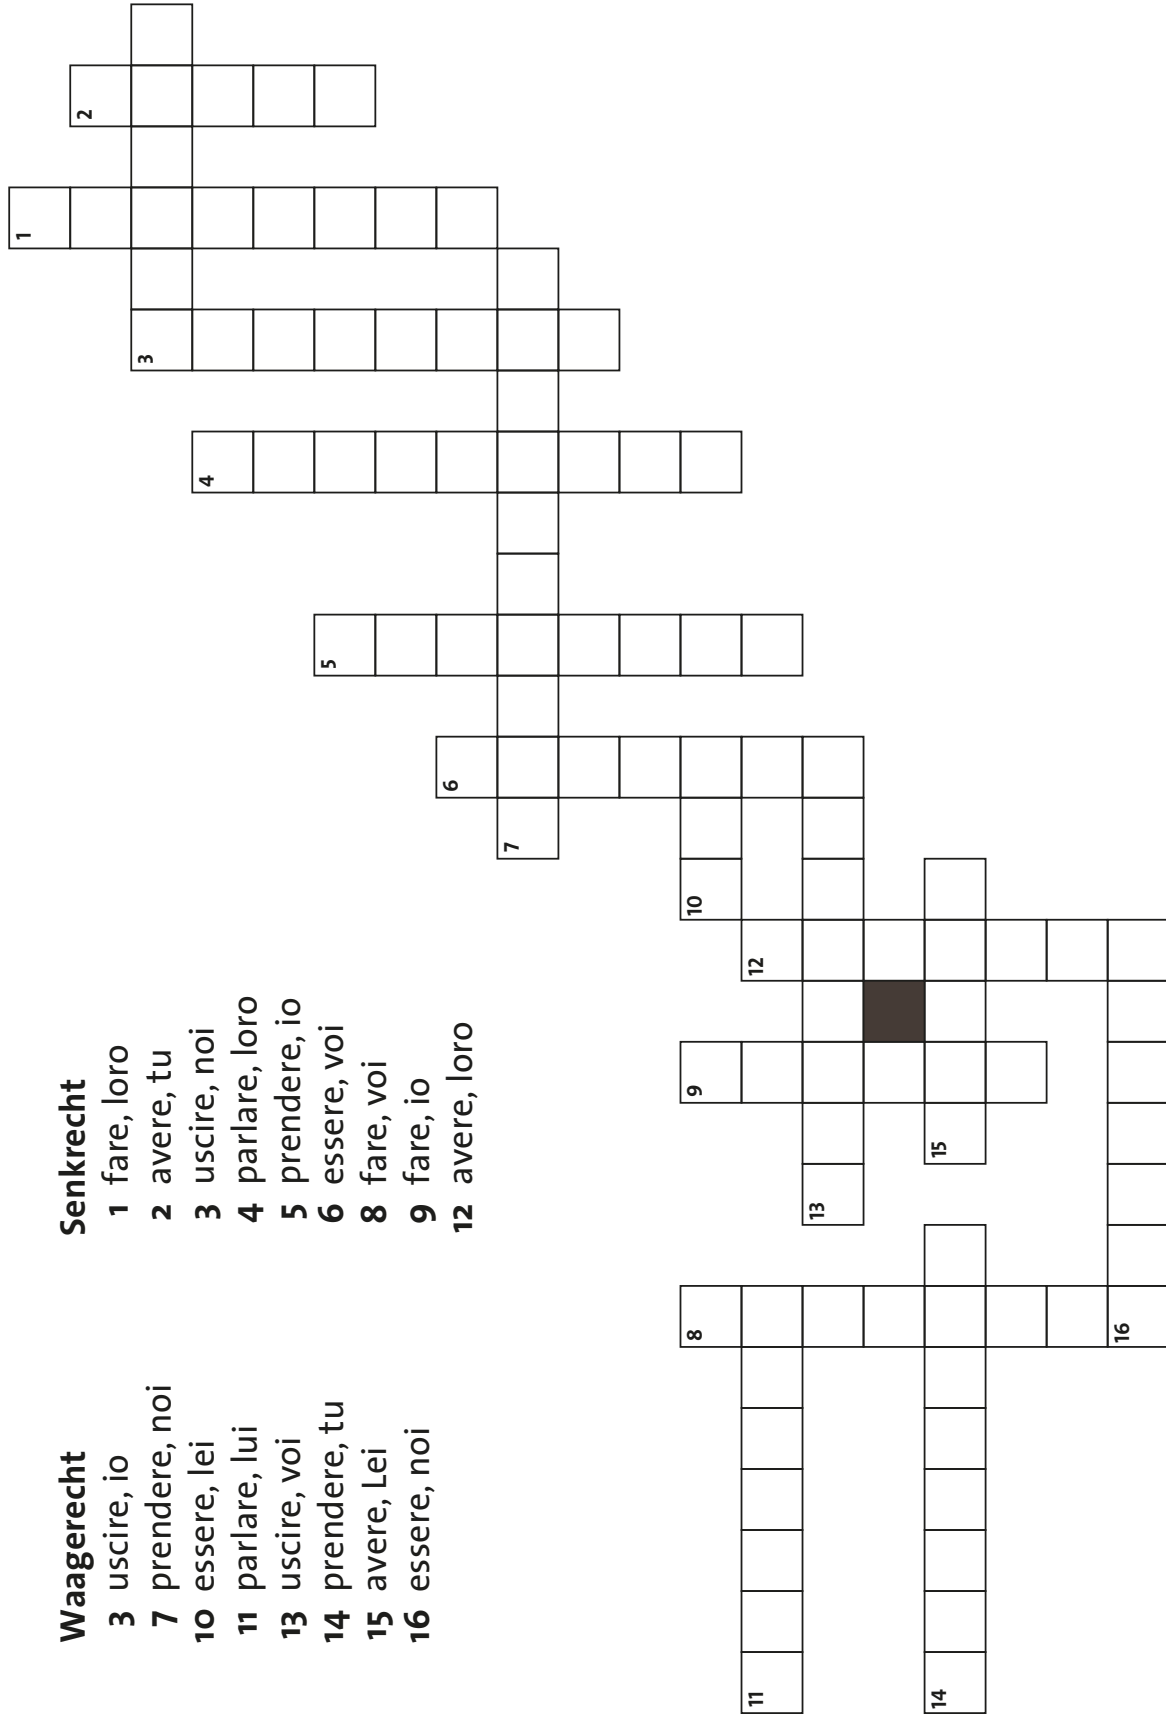 Waagerecht
3 uscire, io
7 prendere, noi
10 essere, lei
11 parlare, lui
13 uscire, voi
14 prendere, tu
15 avere, Lei
16 essere, noi
Senkrecht
1 fare, loro
2 avere, tu
3 uscire, noi
4 parlare, loro
5 prendere, io
6 essere, voi
8 fare, voi
9 fare, io
12 avere, loro
1
2
3
4
5
6
7
8 9 10
11 12
13
14 15
16